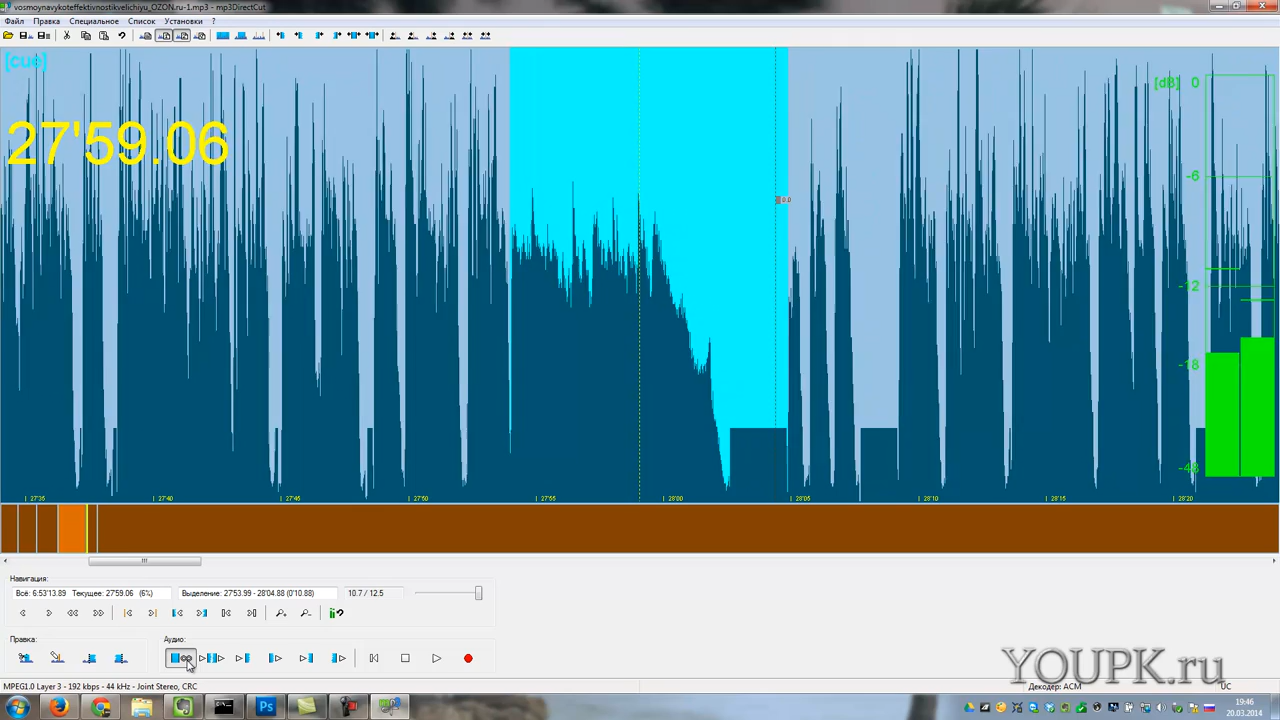 vosmoynavykoteffektivnostikvelichiyu_OZON.ru-1.mp3 - mp3DirectCut
Файл Правка Специальное Список Установки ?
[cue]
27'59.06
[dB] 0
-6
-12
-18
-48
0.0
27'35 27'40 27'45 27'50 27'55 28'00 28'05 28'10 28'15 28'20
Навигация:
Всё: 6:53'13.89 Текущее: 27'59.06 (6%) Выделение: 27'53.99 - 28'04.88 (0'10.88) 10.7 / 12.5
Правка: Аудио:
YOUPK.ru
MPEG1.0 Layer 3 - 192 kbps - 44 kHz - Joint Stereo, CRC Декодер: ACM UC
19:46
20.03.2014